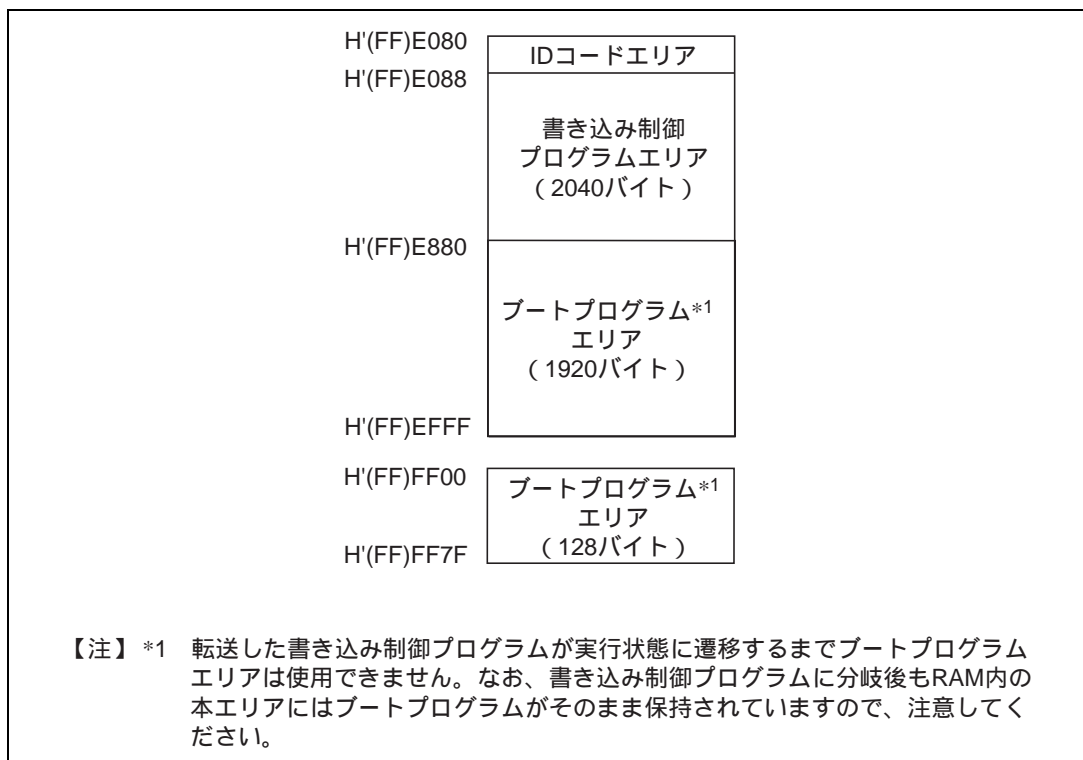 H'(FF)E080
IDコードエリア
H'(FF)E088
書き込み制御
プログラムエリア
（2040バイト）
H'(FF)E880
ブートプログラム*1
エリア
（1920バイト）
H'(FF)EFFF
H'(FF)FF00
ブートプログラム*1
エリア
（128バイト）
H'(FF)FF7F
【注】 *1 転送した書き込み制御プログラムが実行状態に遷移するまでブートプログラム
エリアは使用できません。なお、書き込み制御プログラムに分岐後もRAM内の
本エリアにはブートプログラムがそのまま保持されていますので、注意してく
ださい。